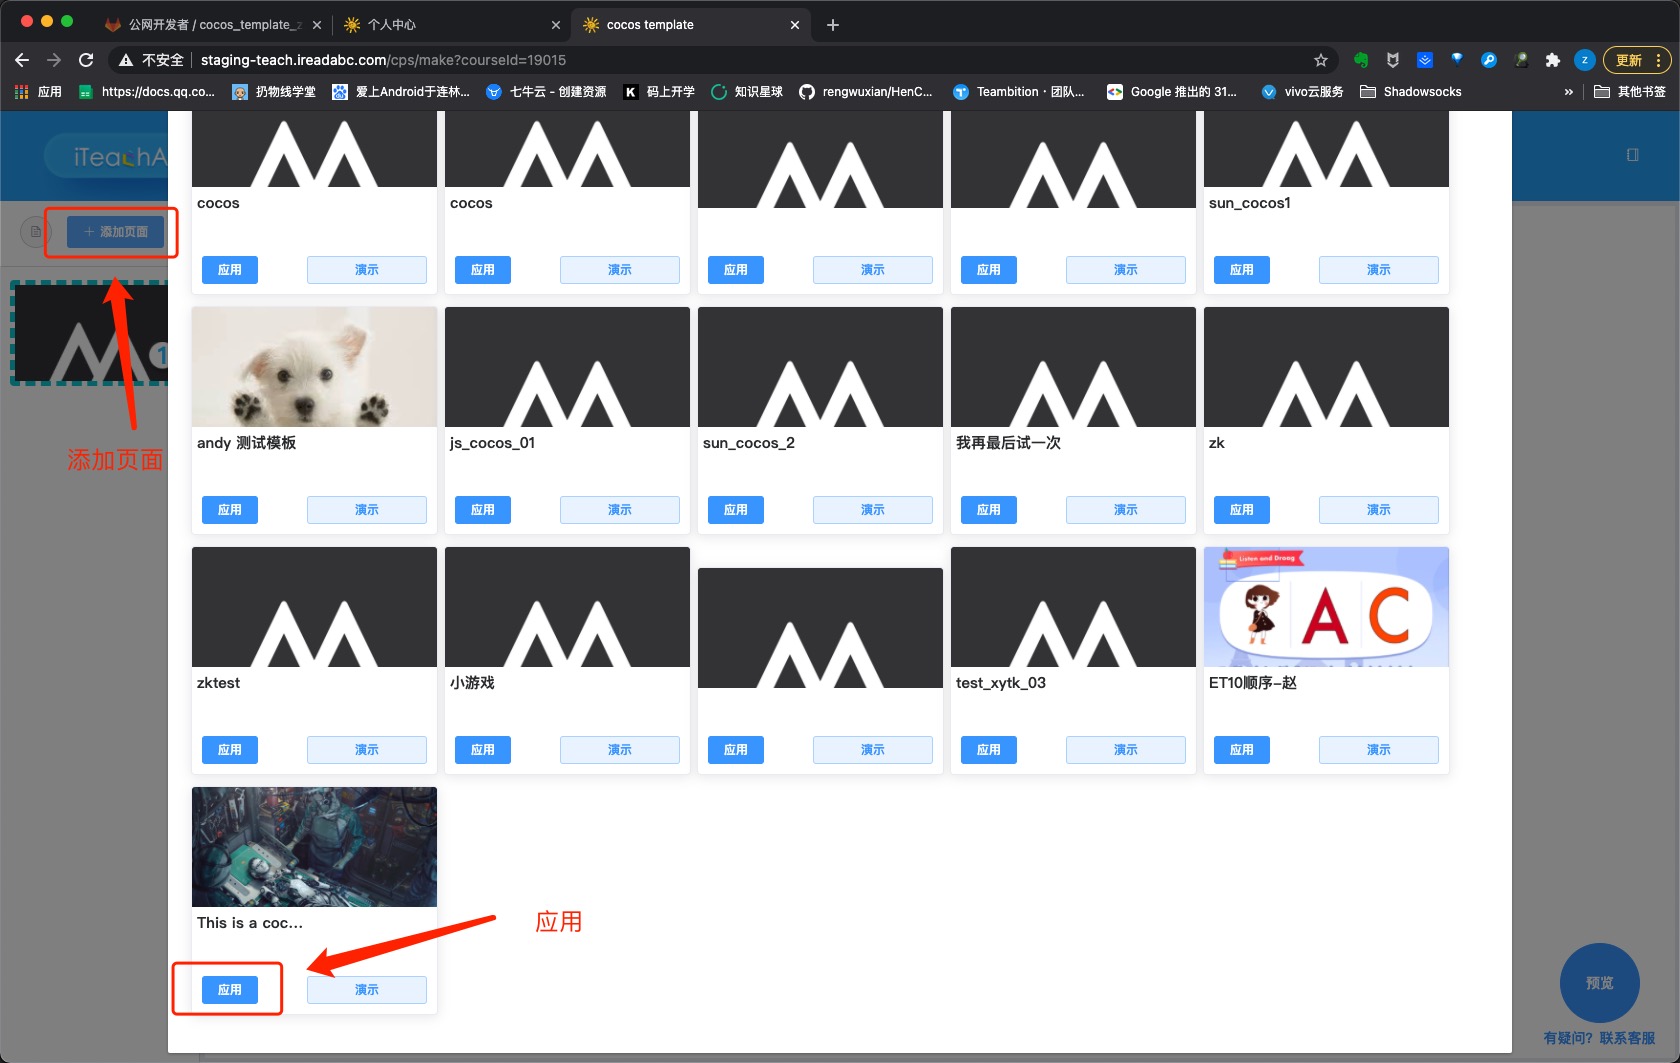 公网开发者 / cocos_template_z
个人中心
cocos template
不安全
staging-teach.ireadabc.com/cps/make?courseId=19015
Z
更新
应用
https://docs.qq.co...
扔物线学堂
爱上Android于连林...
七牛云 - 创建资源
K
码上开学
知识星球
rengwuxian/HenC...
Teambition · 团队...
Google 推出的 31...
vivo云服务
Shadowsocks
»
其他书签
iTeachA
+ 添加页面
1
添加页面
cocos
cocos
sun_cocos1
应用
演示
应用
演示
应用
演示
应用
演示
应用
演示
andy 测试模板
js_cocos_01
sun_cocos_2
我再最后试一次
zk
应用
演示
应用
演示
应用
演示
应用
演示
应用
演示
Listen and Draag
A C
zktest
小游戏
test_xytk_03
ET10顺序-赵
应用
演示
应用
演示
应用
演示
应用
演示
应用
演示
This is a coc...
应用
应用
演示
预览
有疑问? 联系客服